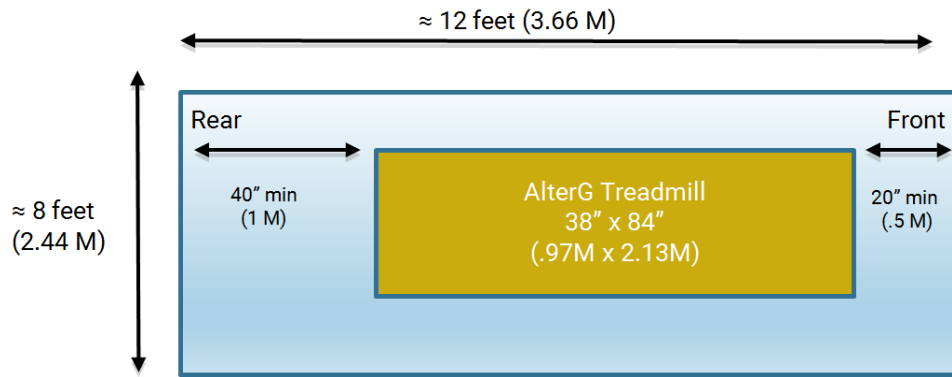 ≈ 12 feet (3.66 M)
Rear
Front
40” min
(1 M)
AlterG Treadmill
38” x 84”
(.97M x 2.13M)
20” min
(.5 M)
≈ 8 feet
(2.44 M)